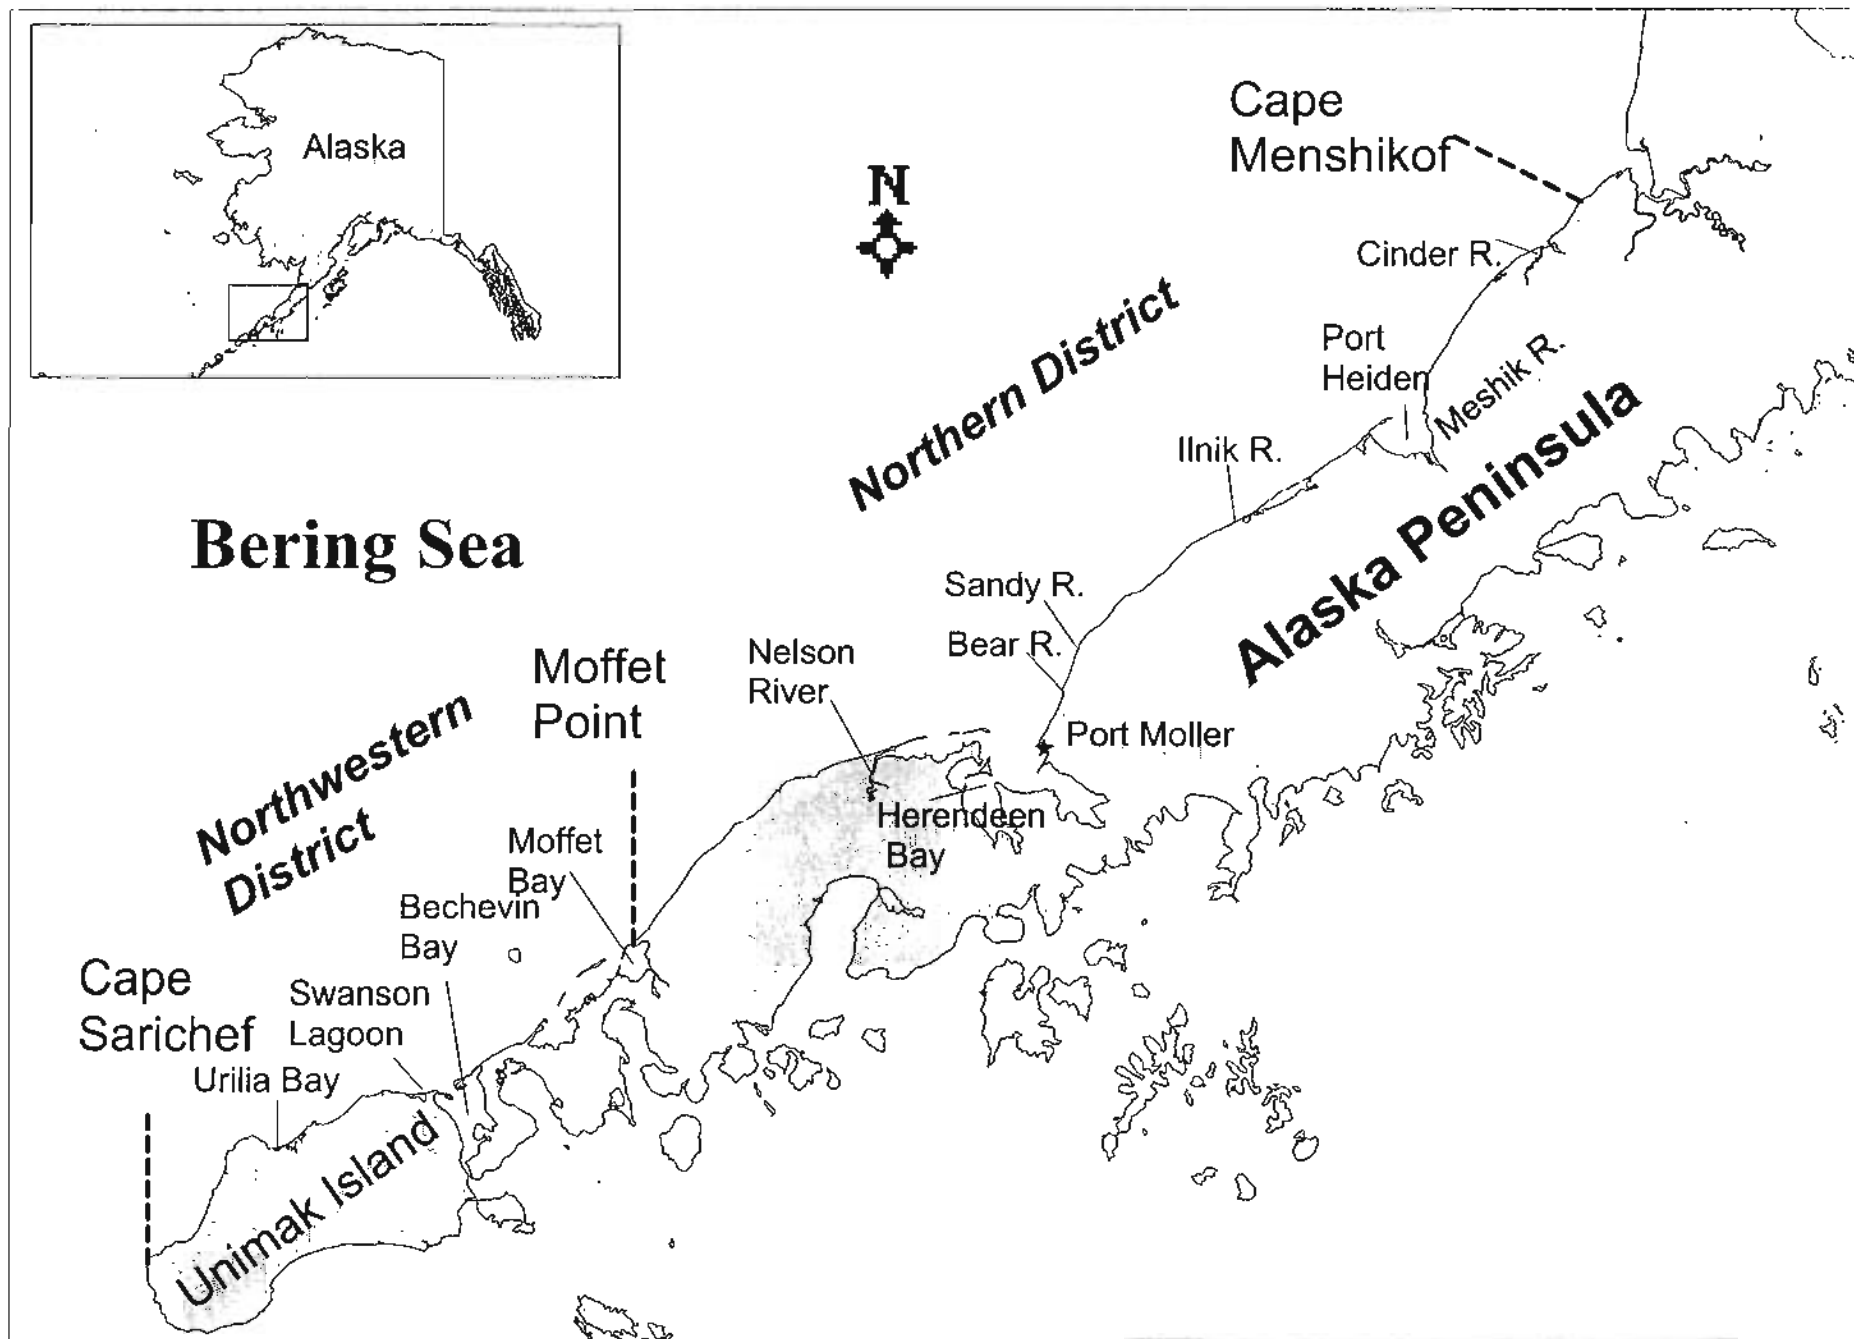 Alaska
N
Cape
Menshikof
Cinder R.
Port
Heiden
Meshik R.
Northern District
Ilnik R.
Alaska Peninsula
Bering Sea
Sandy R.
Bear R.
Nelson
River
Moffet
Point
Port Moller
Northwestern
District
Herendeen
Bay
Moffet
Bay
Bechevin
Bay
Cape
Sarichef
Swanson
Lagoon
Urilia Bay
Unimak Island